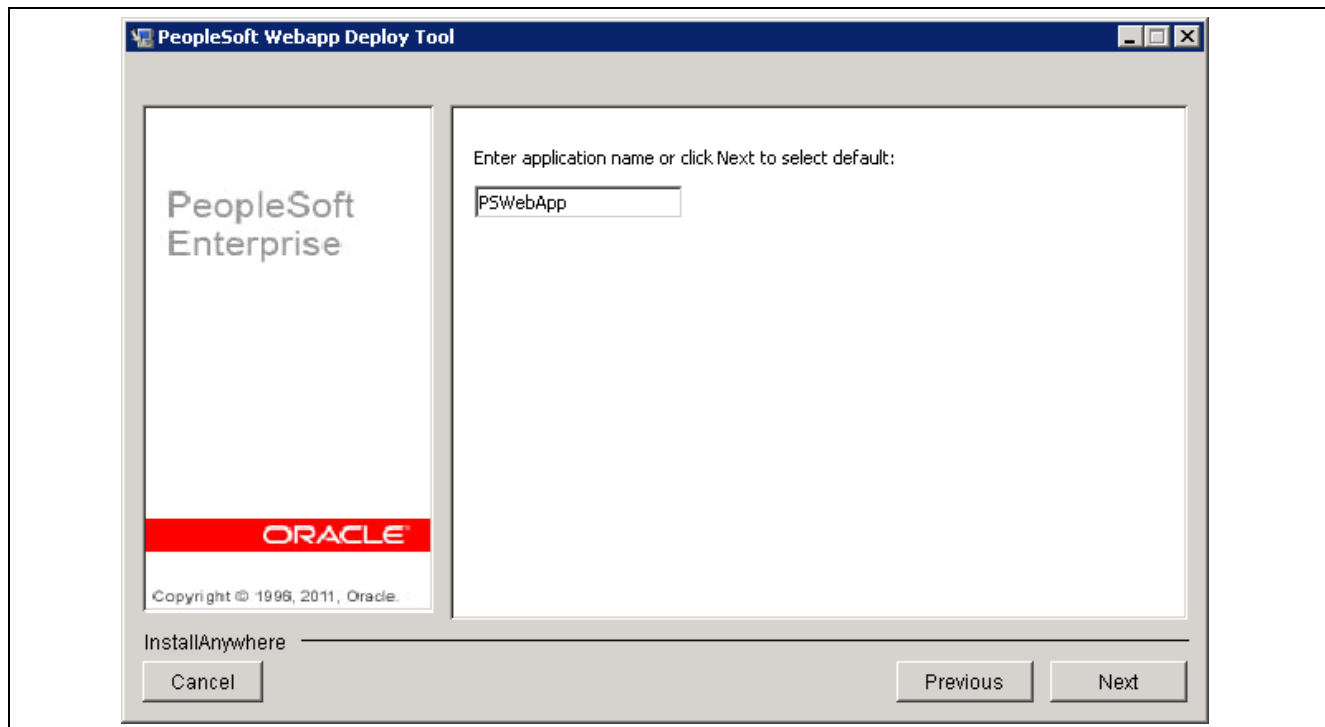 PeopleSoft Webapp Deploy Tool
PeopleSoft
Enterprise
ORACLE
Copyright © 1996, 2011, Oracle.
Enter application name or click Next to select default:
PSWebApp
InstallAnywhere
Cancel
Previous
Next